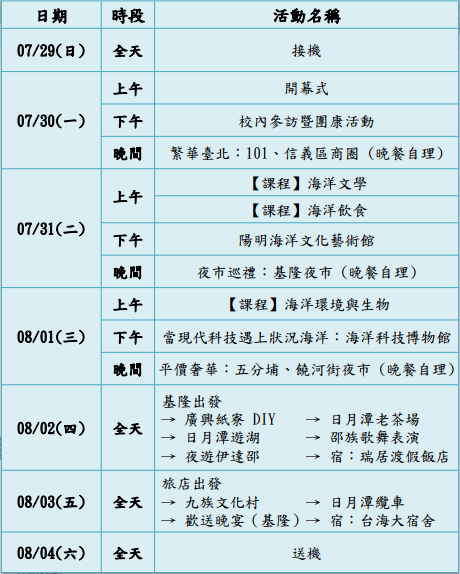 日期 時段 活動名稱
07/29(日) 全天 接機
07/30(一) 上午 開幕式
下午 校內參訪暨團康活動
晚間 繁華臺北：101、信義區商圈（晚餐自理）
07/31(二) 上午 【課程】海洋文學
【課程】海洋飲食
下午 陽明海洋文化藝術館
晚間 夜市巡禮：基隆夜市（晚餐自理）
08/01(三) 上午 【課程】海洋環境與生物
下午 當現代科技遇上狀況海洋：海洋科技博物館
晚間 平價奢華：五分埔、饒河街夜市（晚餐自理）
08/02(四) 全天 基隆出發
→ 廣興紙寮 DIY → 日月潭老茶場
→ 日月潭遊湖 → 邵族歌舞表演
→ 夜遊伊達邵 → 宿：瑞居渡假飯店
08/03(五) 全天 旅店出發
→ 九族文化村 → 日月潭纜車
→ 歡送晚宴（基隆）→ 宿：台海大宿舍
08/04(六) 全天 送機